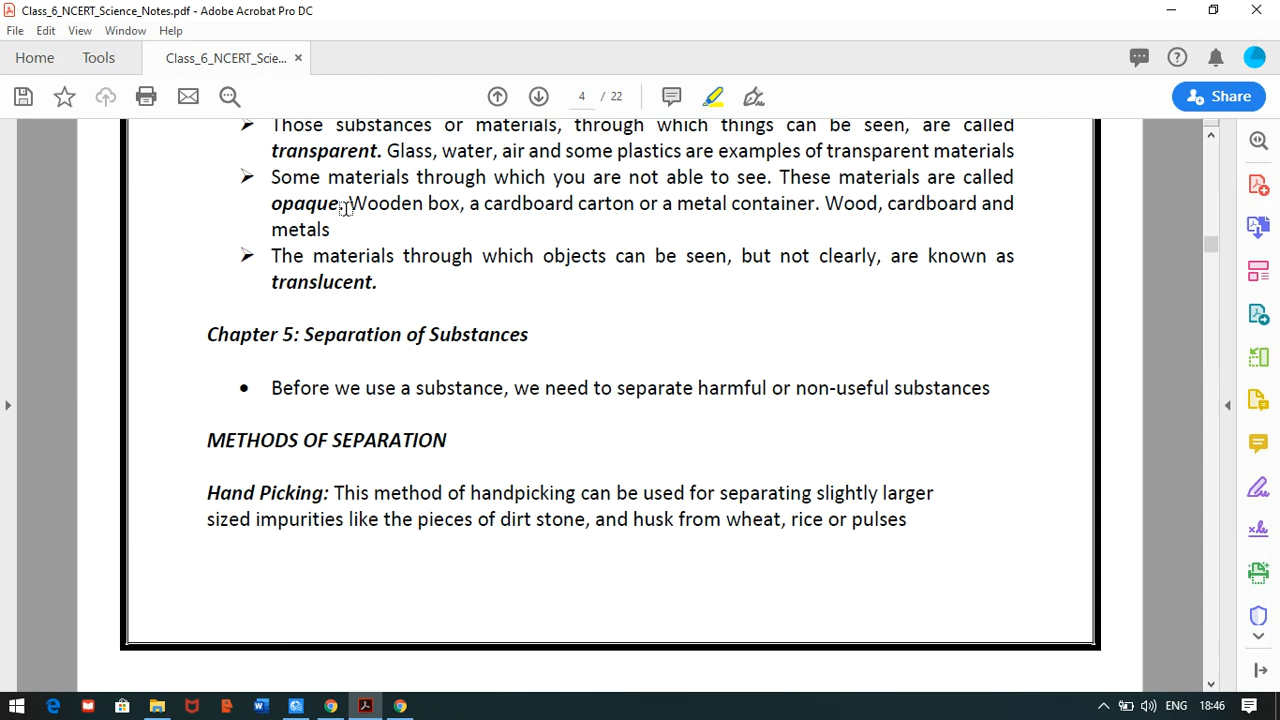 Class_6_NCERT_Science_Notes.pdf - Adobe Acrobat Pro DC
File Edit View Window Help
Home Tools Class_6_NCERT_Scie... ×
4 / 22
Share
Those substances or materials, through which things can be seen, are called
transparent. Glass, water, air and some plastics are examples of transparent materials
Some materials through which you are not able to see. These materials are called
opaque. Wooden box, a cardboard carton or a metal container. Wood, cardboard and
metals
The materials through which objects can be seen, but not clearly, are known as
translucent.
Chapter 5: Separation of Substances
• Before we use a substance, we need to separate harmful or non-useful substances
METHODS OF SEPARATION
Hand Picking: This method of handpicking can be used for separating slightly larger
sized impurities like the pieces of dirt stone, and husk from wheat, rice or pulses
ENG 18:46